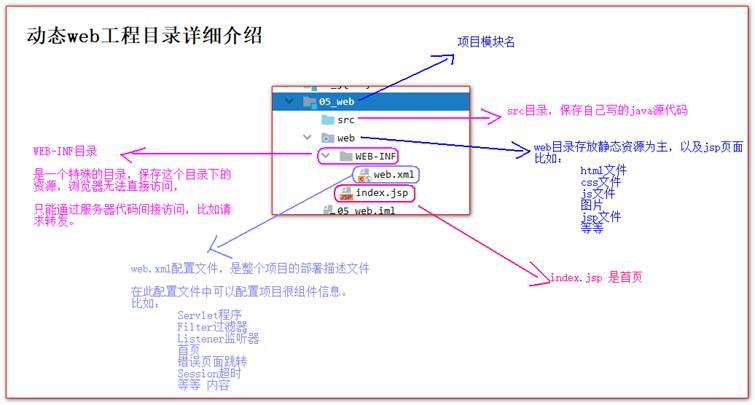 动态web工程目录详细介绍
项目模块名
05_web
src
web
WEB-INF
web.xml
index.jsp
05 web.iml
src目录，保存自己写的java源代码
web目录存放静态资源为主，以及jsp页面
比如：
html文件
css文件
js文件
图片
jsp文件
等等
WEB-INF目录
是一个特殊的目录，保存这个目录下的
资源，浏览器无法直接访问，
只能通过服务器代码间接访问，比如请
求转发。
index.jsp 是首页
web.xml配置文件，是整个项目的部署描述文件
在此配置文件中可以配置项目很组件信息。
比如：
Servlet程序
Filter过滤器
Listener监听器
首页
错误页面跳转
Session超时
等等 内容